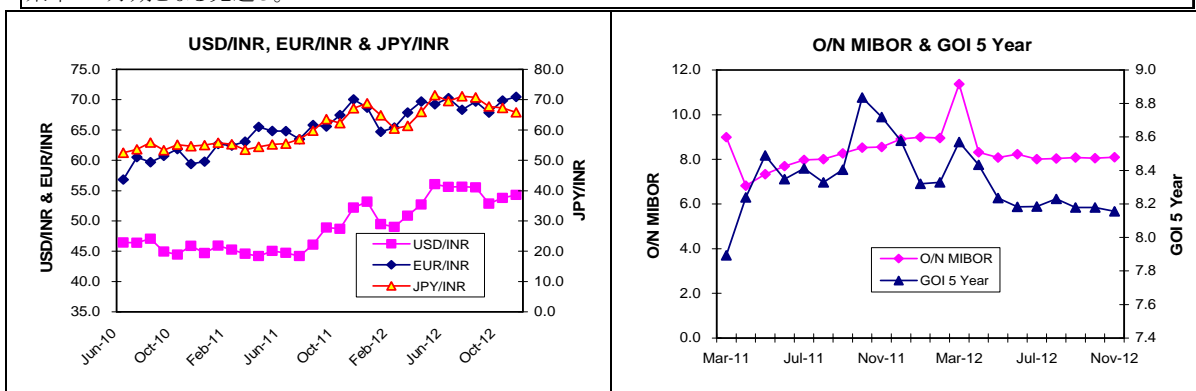 USD/INR, EUR/INR & JPY/INR
75.0
70.0
65.0
60.0
55.0
50.0
45.0
40.0
35.0
80.0
70.0
60.0
50.0
40.0
30.0
20.0
10.0
0.0
USD/INR & EUR/INR
JPY/INR
USD/INR
EUR/INR
JPY/INR
Jun-10
Oct-10
Feb-11
Jun-11
Oct-11
Feb-12
Jun-12
Oct-12
O/N MIBOR & GOI 5 Year
12.0
10.0
8.0
6.0
4.0
2.0
0.0
9.0
8.8
8.6
8.4
8.2
8.0
7.8
7.6
7.4
O/N MIBOR
GOI 5 Year
O/N MIBOR
GOI 5 Year
Mar-11
Jul-11
Nov-11
Mar-12
Jul-12
Nov-12